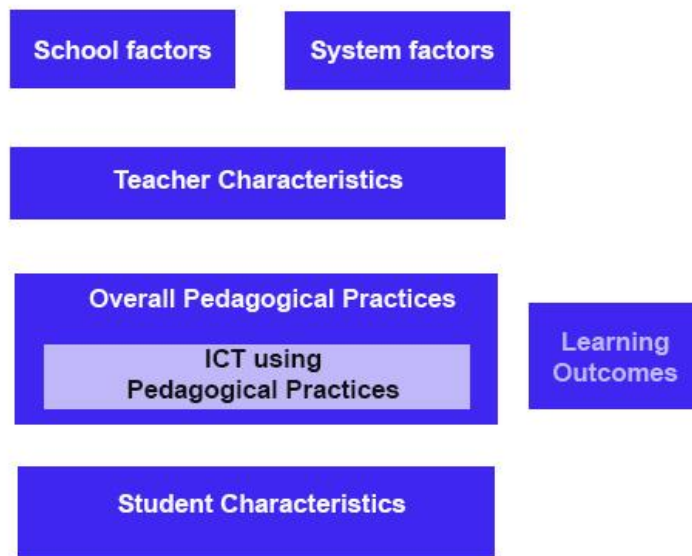 School factors
System factors
Teacher Characteristics
Overall Pedagogical Practices
ICT using
Pedagogical Practices
Learning
Outcomes
Student Characteristics